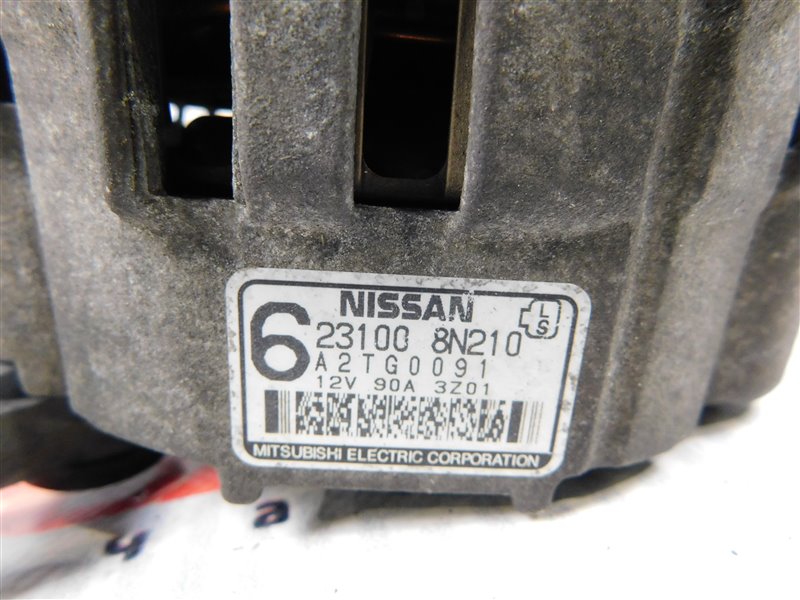 NISSAN
6
23100 8N210
L
S
A2TG0091
12V 90A 3Z01
MITSUBISHI ELECTRIC CORPORATION